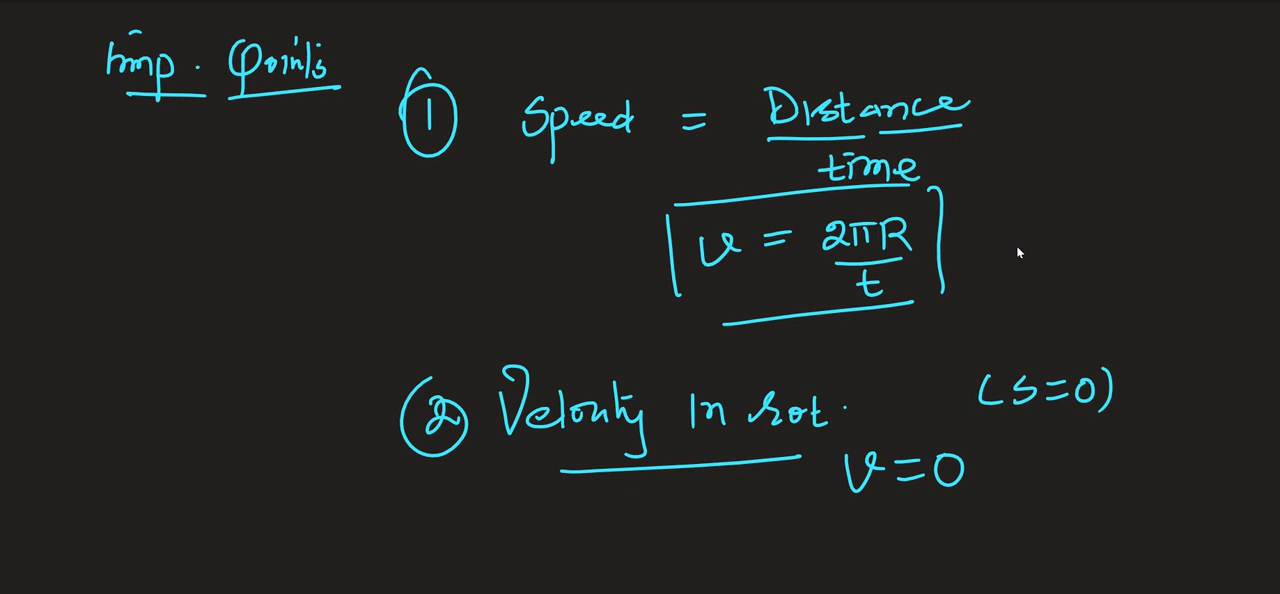 Imp. Points
① Speed = Distance
time
v = 2πR
t
② Velocity in rot. (s=0)
v=0